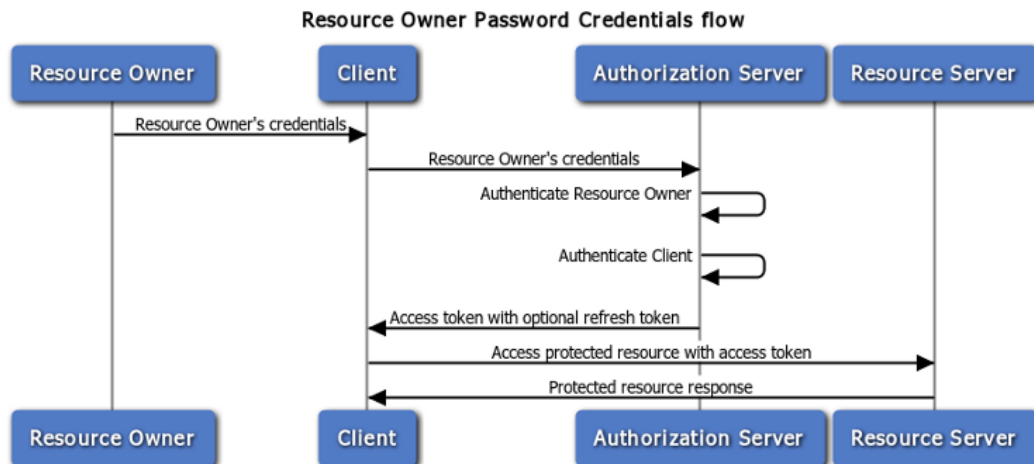 Resource Owner Password Credentials flow
Resource Owner
Client
Authorization Server
Resource Server
Resource Owner's credentials
Resource Owner's credentials
Authenticate Resource Owner
Authenticate Client
Access token with optional refresh token
Access protected resource with access token
Protected resource response
Resource Owner
Client
Authorization Server
Resource Server